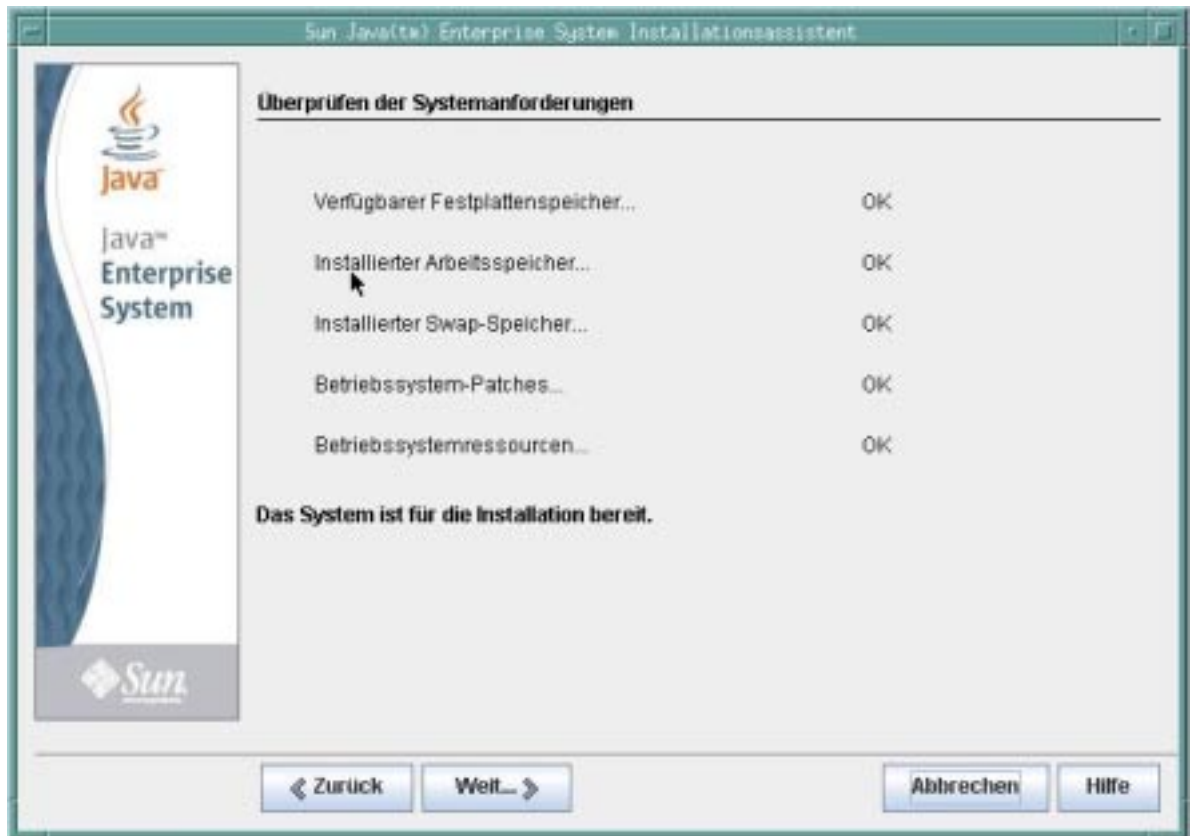 Sun Java(tm) Enterprise System Installationsassistent
Java
Java™
Enterprise
System
Sun
Überprüfen der Systemanforderungen
Verfügbarer Festplattenspeicher... OK
Installierter Arbeitsspeicher... OK
Installierter Swap-Speicher... OK
Betriebssystem-Patches... OK
Betriebssystemressourcen... OK
Das System ist für die Installation bereit.
Zurück Weit... Abbrechen Hilfe